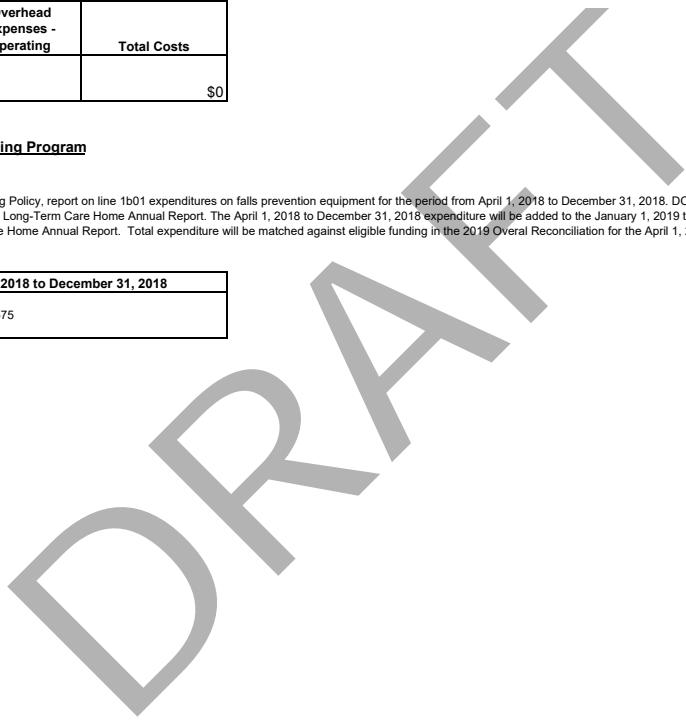 verhead
xpenses -
perating
Total Costs
$0
ing Program
g Policy, report on line 1b01 expenditures on falls prevention equipment for the period from April 1, 2018 to December 31, 2018. DO
Long-Term Care Home Annual Report. The April 1, 2018 to December 31, 2018 expenditure will be added to the January 1, 2019 t
e Home Annual Report. Total expenditure will be matched against eligible funding in the 2019 Overal Reconciliation for the April 1, 2
2018 to December 31, 2018
75
DRAFT